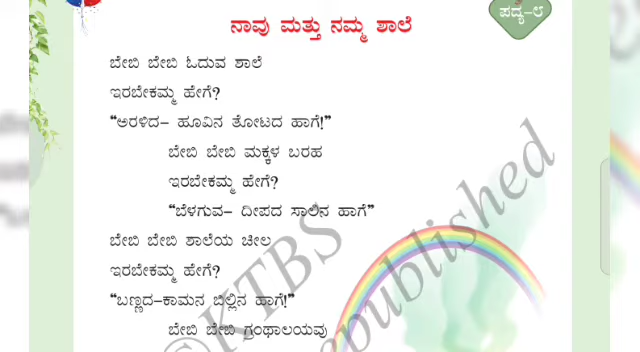 ಪದ್ಯ-೮
ನಾವು ಮತ್ತು ನಮ್ಮ ಶಾಲೆ
ಬೇಬಿ ಬೇಬಿ ಓದುವ ಶಾಲೆ
ಇರಬೇಕಮ್ಮ ಹೇಗೆ?
“ಅರಳಿದ- ಹೂವಿನ ತೋಟದ ಹಾಗೆ!”
ಬೇಬಿ ಬೇಬಿ ಮಕ್ಕಳ ಬರಹ
ಇರಬೇಕಮ್ಮ ಹೇಗೆ?
“ಬೆಳಗುವ- ದೀಪದ ಸಾಲಿನ ಹಾಗೆ”
ಬೇಬಿ ಬೇಬಿ ಶಾಲೆಯ ಚೀಲ
ಇರಬೇಕಮ್ಮ ಹೇಗೆ?
“ಬಣ್ಣದ-ಕಾಮನ ಬಿಲ್ಲಿನ ಹಾಗೆ!”
ಬೇಬಿ ಬೇಬಿ ಗ್ರಂಥಾಲಯವು
©KTBS
republished